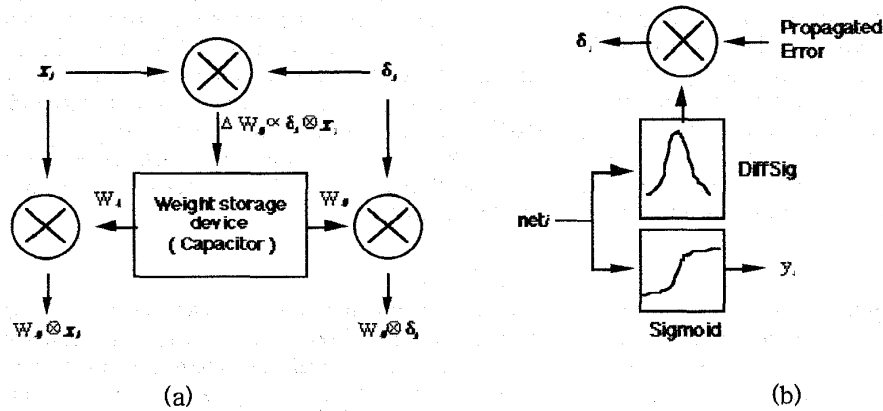 x_j
δ_i
Δ W_ij ∝ δ_i ⊗ x_j
Weight storage
device
( Capacitor )
W_ij
W_ij ⊗ x_j
W_ij ⊗ δ_i
(a)
δ_i
Propagated
Error
DiffSig
net_i
y_i
Sigmoid
(b)